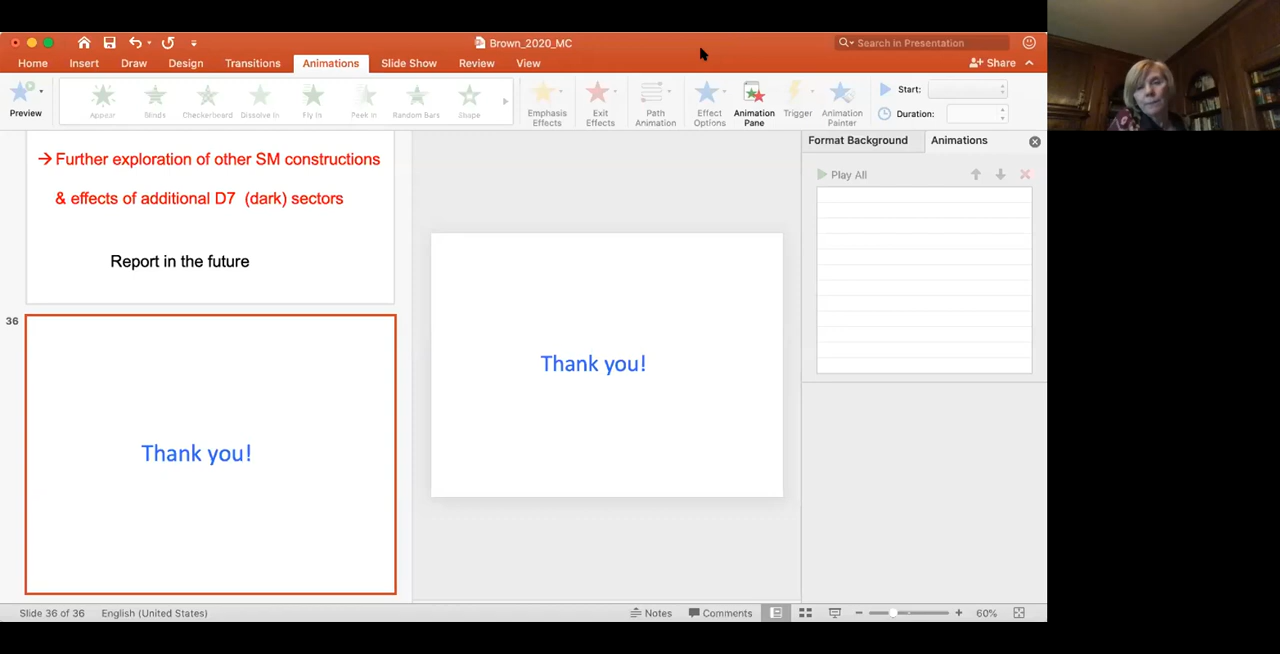 Brown_2020_MC
Search in Presentation
Home Insert Draw Design Transitions Animations Slide Show Review View
Share
Preview
Appear Blinds Checkerboard Dissolve In Fly In Peek In Random Bars Shape
Emphasis Effects
Exit Effects
Path Animation
Effect Options
Animation Pane
Trigger
Animation Painter
Start:
Duration:
→ Further exploration of other SM constructions
& effects of additional D7 (dark) sectors
Report in the future
36
Thank you!
Thank you!
Format Background Animations
Play All
Slide 36 of 36 English (United States)
Notes Comments 60%